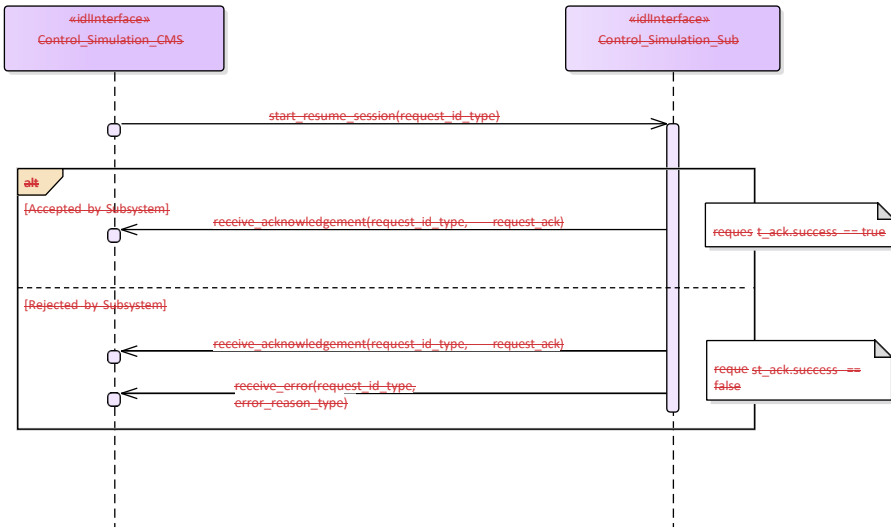 «idlInterface»
Control_Simulation_CMS
«idlInterface»
Control_Simulation_Sub
start_resume_session(request_id_type)
alt
[Accepted by Subsystem]
receive_acknowledgement(request_id_type, request_ack)
reques t_ack.success == true
[Rejected by Subsystem]
receive_acknowledgement(request_id_type, request_ack)
reque st_ack.success ==
false
receive_error(request_id_type,
error_reason_type)